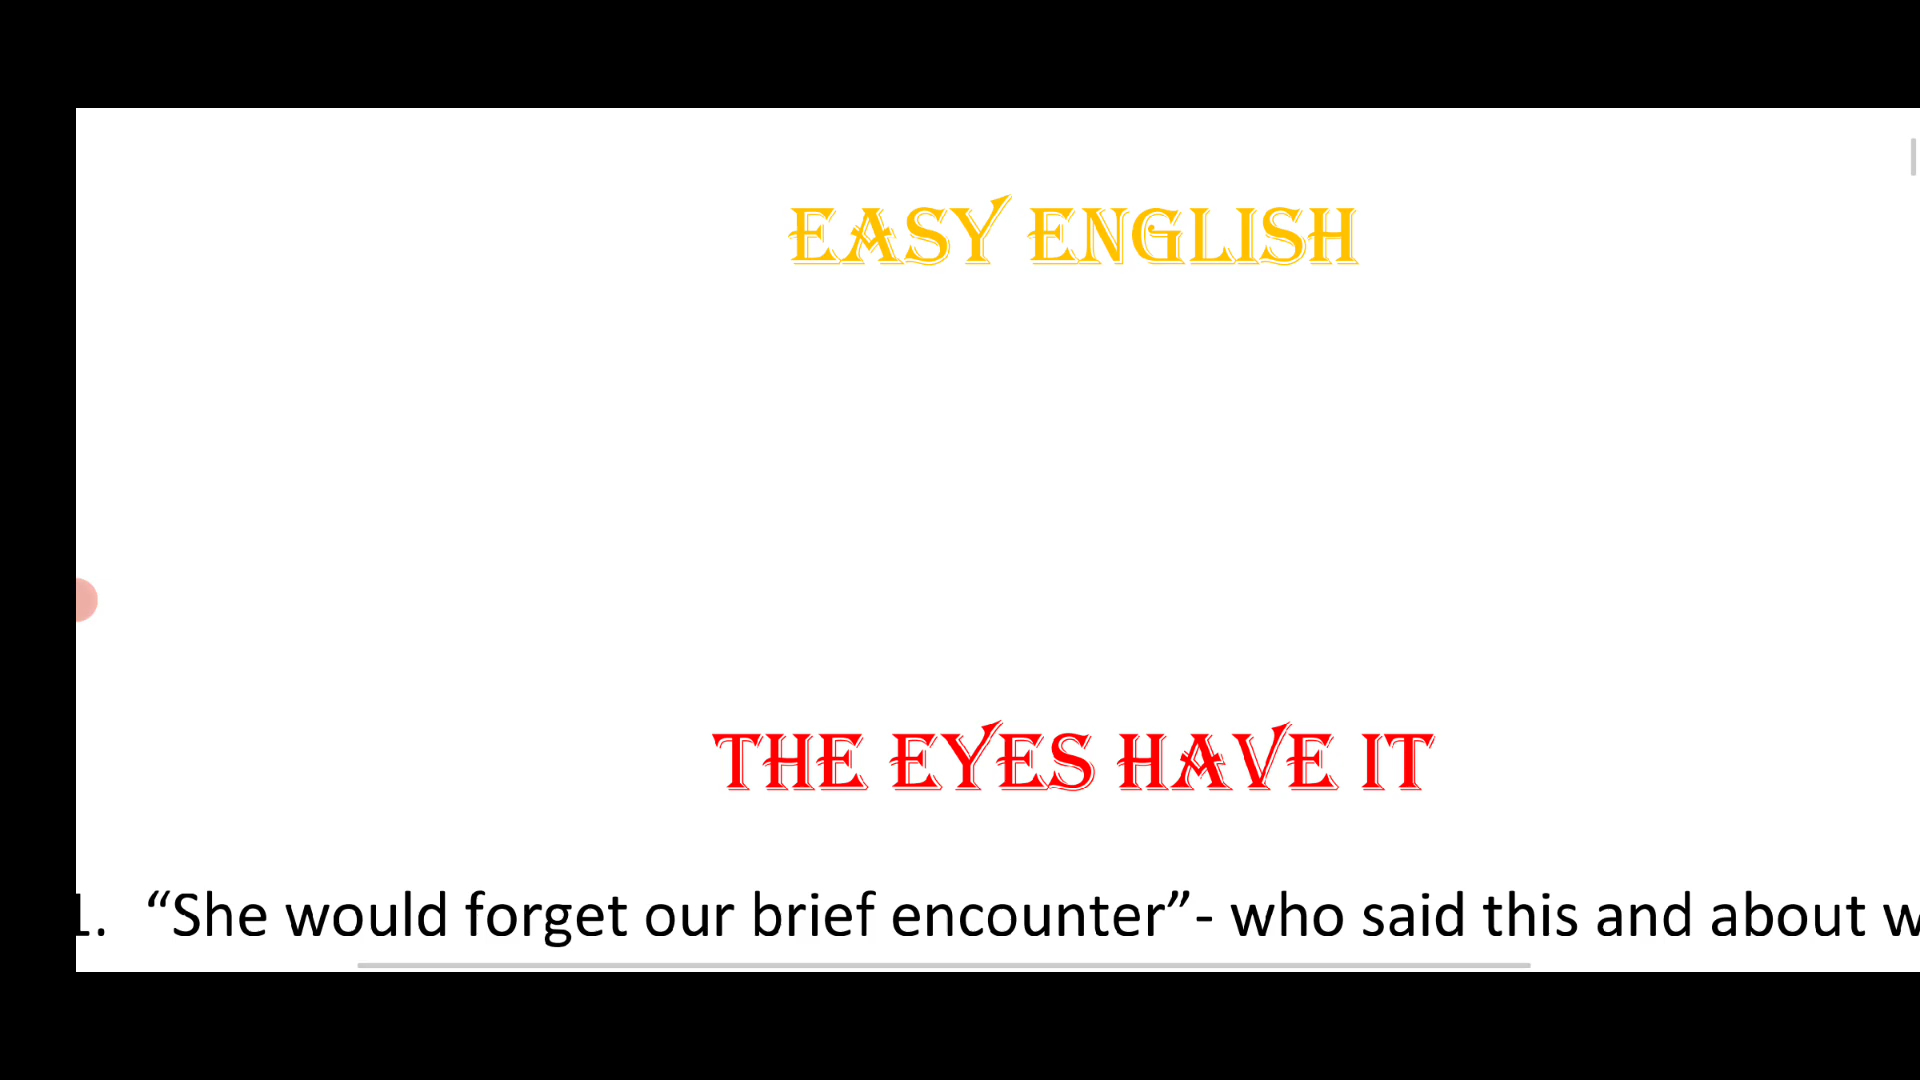 EASY ENGLISH
THE EYES HAVE IT
1. “She would forget our brief encounter”- who said this and about